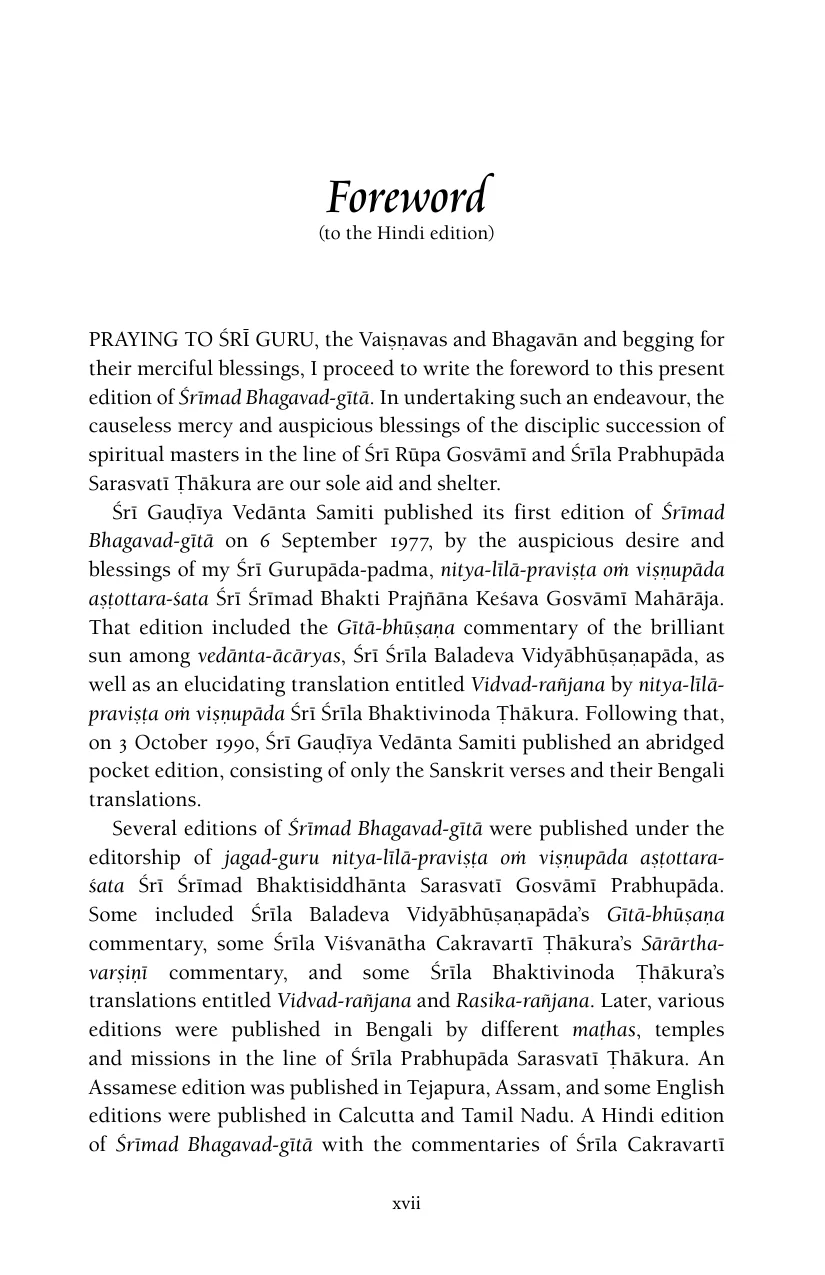 Foreword
(to the Hindi edition)
PRAYING TO ŚRĪ GURU, the Vaiṣṇavas and Bhagavān and begging for
their merciful blessings, I proceed to write the foreword to this present
edition of Śrīmad Bhagavad-gītā. In undertaking such an endeavour, the
causeless mercy and auspicious blessings of the disciplic succession of
spiritual masters in the line of Śrī Rūpa Gosvāmī and Śrīla Prabhupāda
Sarasvatī Ṭhākura are our sole aid and shelter.
Śrī Gauḍīya Vedānta Samiti published its first edition of Śrīmad
Bhagavad-gītā on 6 September 1977, by the auspicious desire and
blessings of my Śrī Gurupāda-padma, nitya-līlā-praviṣṭa oṁ viṣṇupāda
aṣṭottara-śata Śrī Śrīmad Bhakti Prajñāna Keśava Gosvāmī Mahārāja.
That edition included the Gītā-bhūṣaṇa commentary of the brilliant
sun among vedānta-ācāryas, Śrī Śrīla Baladeva Vidyābhūṣaṇapāda, as
well as an elucidating translation entitled Vidvad-rañjana by nitya-līlā-
praviṣṭa oṁ viṣṇupāda Śrī Śrīla Bhaktivinoda Ṭhākura. Following that,
on 3 October 1990, Śrī Gauḍīya Vedānta Samiti published an abridged
pocket edition, consisting of only the Sanskrit verses and their Bengali
translations.
Several editions of Śrīmad Bhagavad-gītā were published under the
editorship of jagad-guru nitya-līlā-praviṣṭa oṁ viṣṇupāda aṣṭottara-
śata Śrī Śrīmad Bhaktisiddhānta Sarasvatī Gosvāmī Prabhupāda.
Some included Śrīla Baladeva Vidyābhūṣaṇapāda’s Gītā-bhūṣaṇa
commentary, some Śrīla Viśvanātha Cakravartī Ṭhākura’s Sārārtha-
varṣiṇī commentary, and some Śrīla Bhaktivinoda Ṭhākura’s
translations entitled Vidvad-rañjana and Rasika-rañjana. Later, various
editions were published in Bengali by different maṭhas, temples
and missions in the line of Śrīla Prabhupāda Sarasvatī Ṭhākura. An
Assamese edition was published in Tejapura, Assam, and some English
editions were published in Calcutta and Tamil Nadu. A Hindi edition
of Śrīmad Bhagavad-gītā with the commentaries of Śrīla Cakravartī
xvii